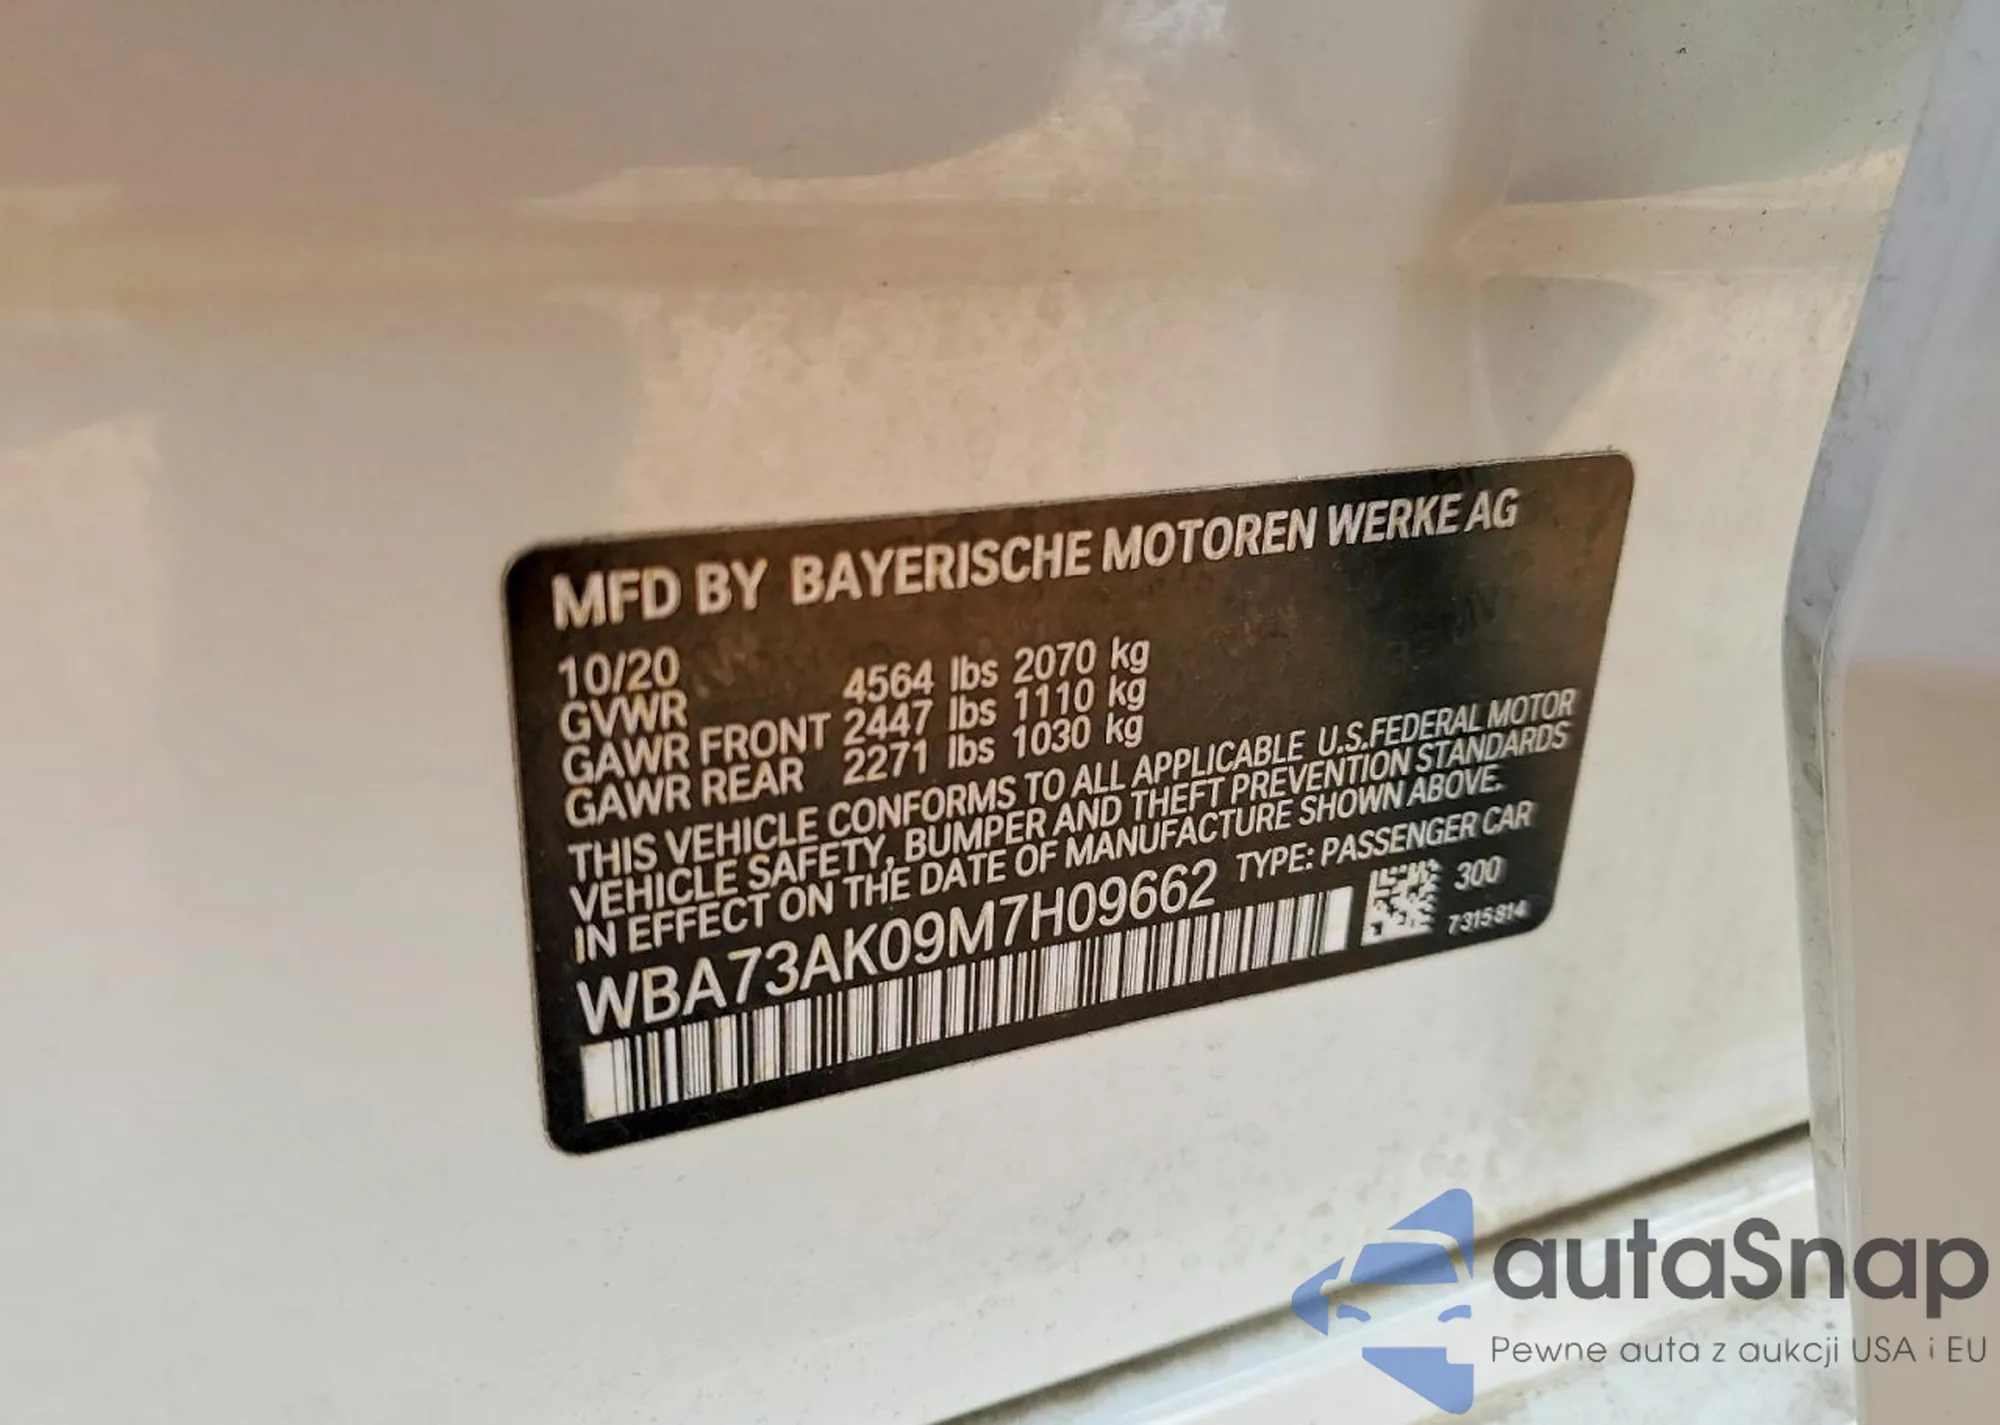 MFD BY BAYERISCHE MOTOREN WERKE AG
10/20
GVWR 4564 lbs 2070 kg
GAWR FRONT 2447 lbs 1110 kg
GAWR REAR 2271 lbs 1030 kg
THIS VEHICLE CONFORMS TO ALL APPLICABLE U.S.FEDERAL MOTOR
VEHICLE SAFETY, BUMPER AND THEFT PREVENTION STANDARDS
IN EFFECT ON THE DATE OF MANUFACTURE SHOWN ABOVE.
WBA73AK09M7H09662 TYPE: PASSENGER CAR
300
7315814
autaSnap
Pewne auta z aukcji USA i EU